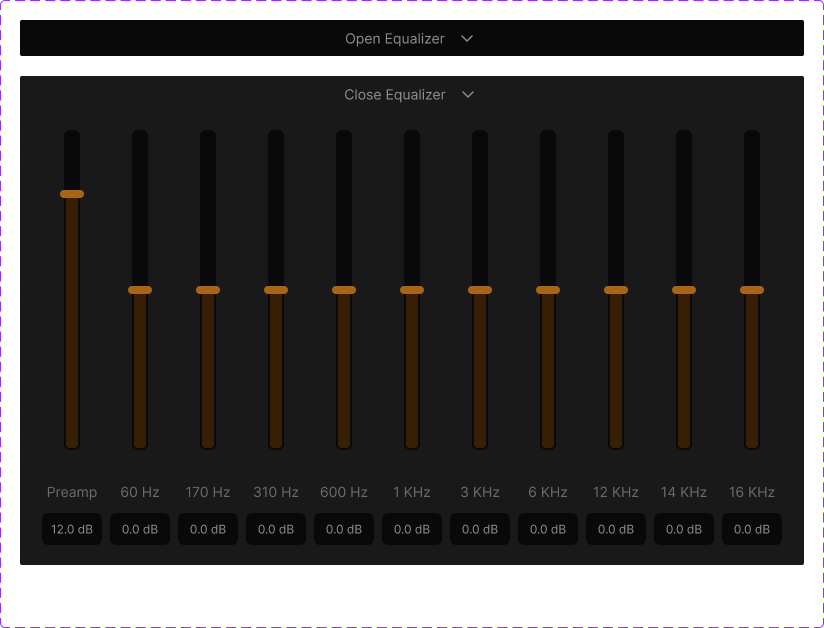 Open Equalizer
Close Equalizer
Preamp 60 Hz 170 Hz 310 Hz 600 Hz 1 KHz 3 KHz 6 KHz 12 KHz 14 KHz 16 KHz
12.0 dB 0.0 dB 0.0 dB 0.0 dB 0.0 dB 0.0 dB 0.0 dB 0.0 dB 0.0 dB 0.0 dB 0.0 dB